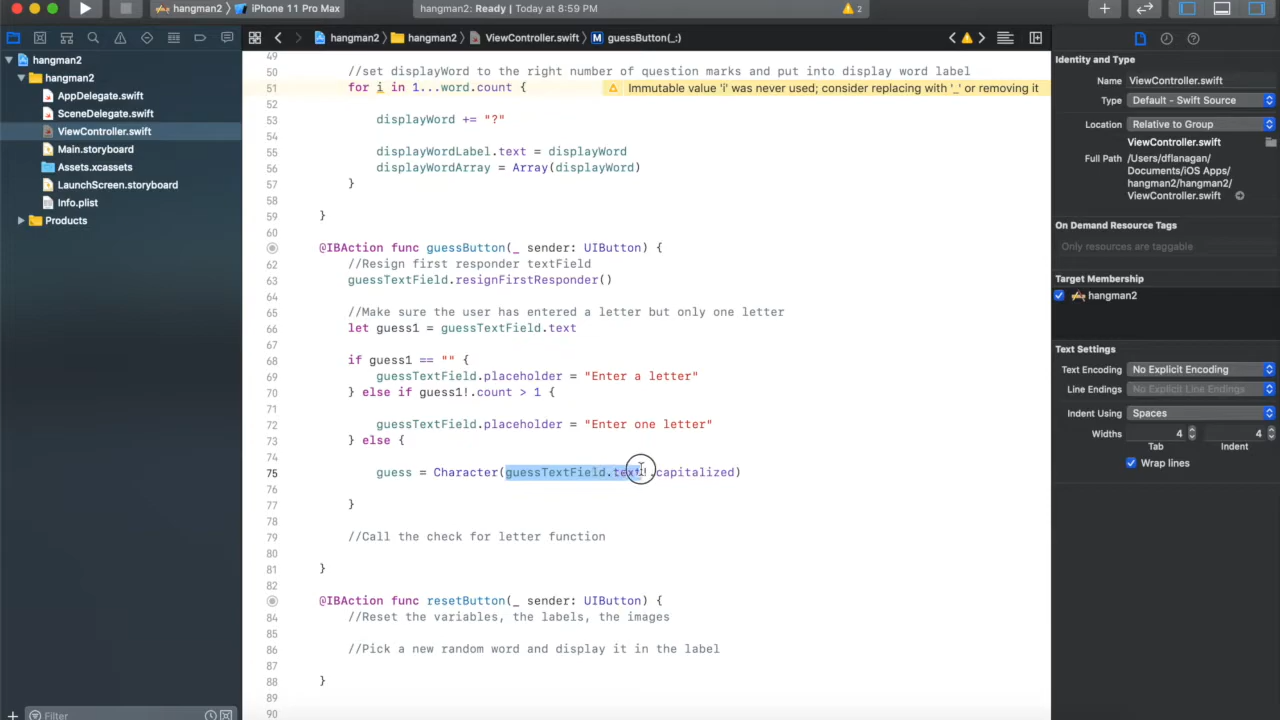 hangman2 › iPhone 11 Pro Max
hangman2: Ready | Today at 8:59 PM
2
hangman2 › hangman2 › ViewController.swift › M guessButton(_:)
hangman2
hangman2
AppDelegate.swift
SceneDelegate.swift
ViewController.swift
Main.storyboard
Assets.xcassets
LaunchScreen.storyboard
Info.plist
Products
Filter
49
50 //set displayWord to the right number of question marks and put into display word label
51 for i in 1...word.count {
Immutable value 'i' was never used; consider replacing with '_' or removing it
52
53 displayWord += "?"
54
55 displayWordLabel.text = displayWord
56 displayWordArray = Array(displayWord)
57 }
58
59 }
60
@IBAction func guessButton(_ sender: UIButton) {
62 //Resign first responder textField
63 guessTextField.resignFirstResponder()
64
65 //Make sure the user has entered a letter but only one letter
66 let guess1 = guessTextField.text
67
68 if guess1 == "" {
69 guessTextField.placeholder = "Enter a letter"
70 } else if guess1!.count > 1 {
71
72 guessTextField.placeholder = "Enter one letter"
73 } else {
74
75 guess = Character(guessTextField.text!.capitalized)
76
77 }
78
79 //Call the check for letter function
80
81 }
82
@IBAction func resetButton(_ sender: UIButton) {
84 //Reset the variables, the labels, the images
85
86 //Pick a new random word and display it in the label
87
88 }
89
90
Identity and Type
Name ViewController.swift
Type Default - Swift Source
Location Relative to Group
ViewController.swift
Full Path /Users/dflanagan/
Documents/iOS Apps/
hangman2/hangman2/
ViewController.swift
On Demand Resource Tags
Only resources are taggable
Target Membership
hangman2
Text Settings
Text Encoding No Explicit Encoding
Line Endings No Explicit Line Endings
Indent Using Spaces
Widths 4 4
Tab Indent
Wrap lines